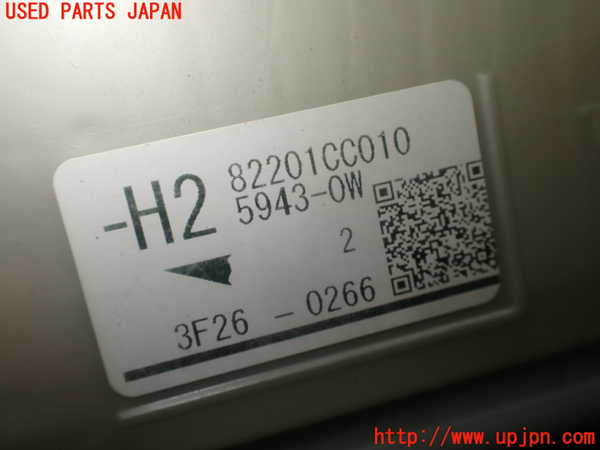 USED PARTS JAPAN
-H2
82201CC010
5943-0W
2
3F26 - 0266
http://www.upjpn.com